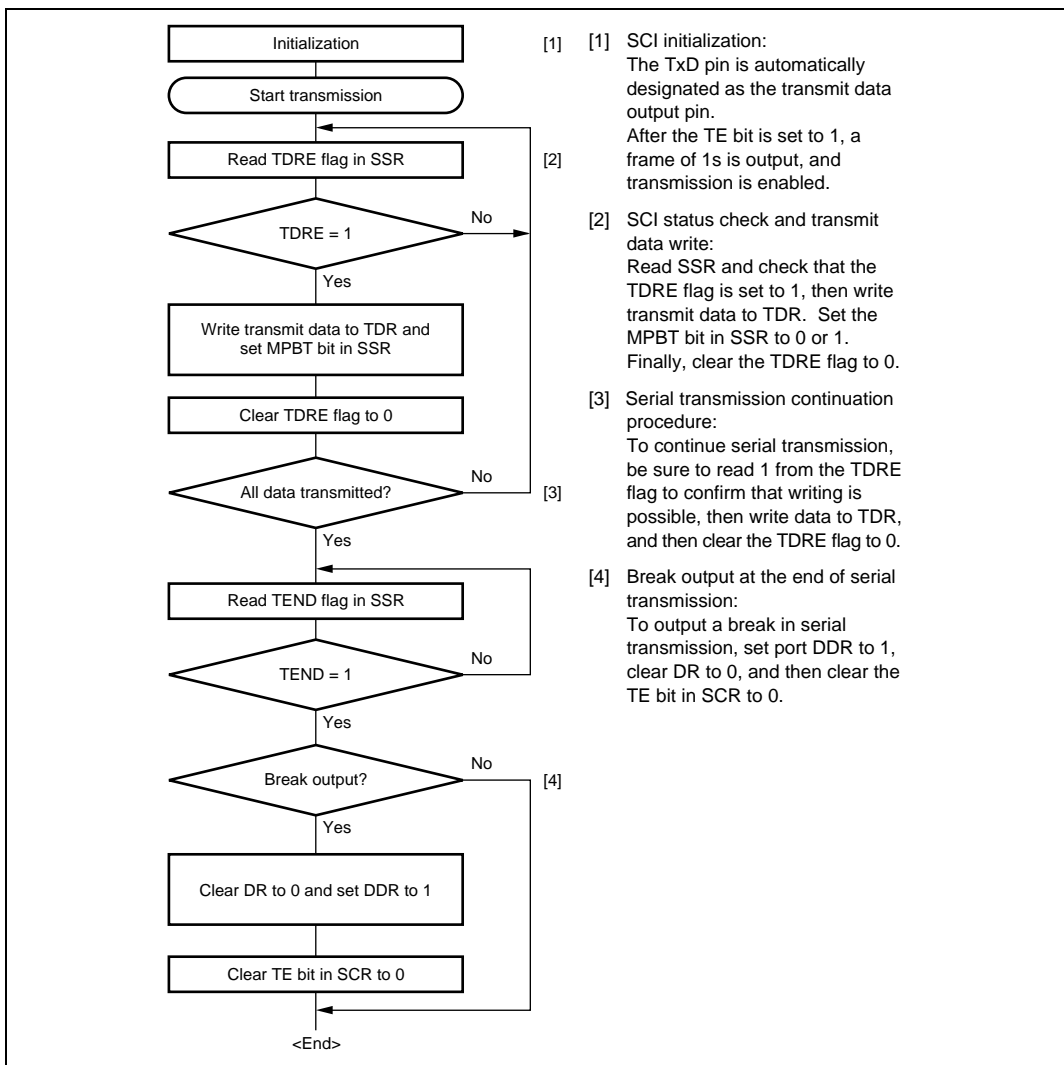 Initialization
[1]
Start transmission
Read TDRE flag in SSR
[2]
TDRE = 1
No
Yes
Write transmit data to TDR and
set MPBT bit in SSR
Clear TDRE flag to 0
All data transmitted?
No
[3]
Yes
Read TEND flag in SSR
TEND = 1
No
Yes
Break output?
No
[4]
Yes
Clear DR to 0 and set DDR to 1
Clear TE bit in SCR to 0
<End>
[1] SCI initialization:
The TxD pin is automatically
designated as the transmit data
output pin.
After the TE bit is set to 1, a
frame of 1s is output, and
transmission is enabled.
[2] SCI status check and transmit
data write:
Read SSR and check that the
TDRE flag is set to 1, then write
transmit data to TDR. Set the
MPBT bit in SSR to 0 or 1.
Finally, clear the TDRE flag to 0.
[3] Serial transmission continuation
procedure:
To continue serial transmission,
be sure to read 1 from the TDRE
flag to confirm that writing is
possible, then write data to TDR,
and then clear the TDRE flag to 0.
[4] Break output at the end of serial
transmission:
To output a break in serial
transmission, set port DDR to 1,
clear DR to 0, and then clear the
TE bit in SCR to 0.